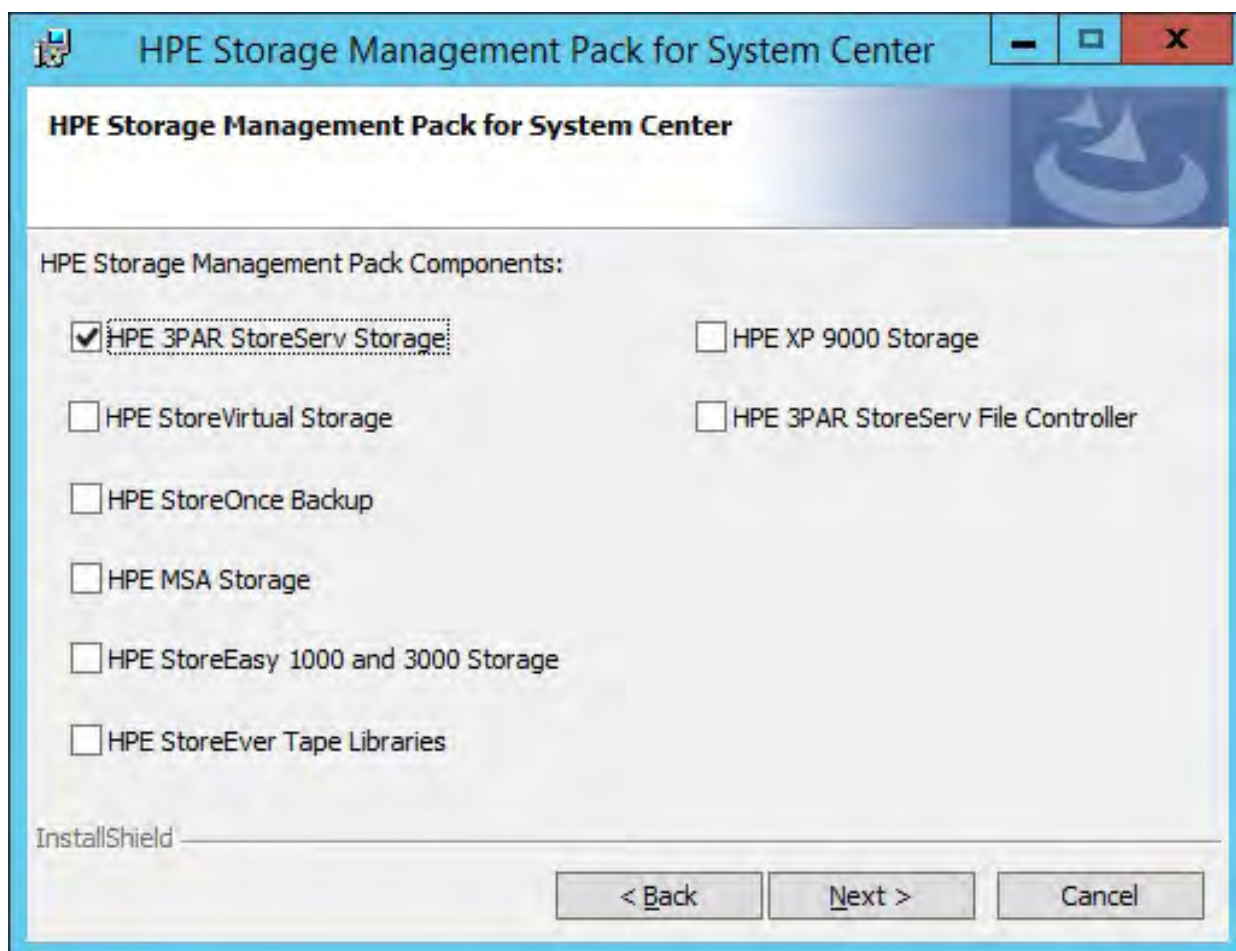 HPE Storage Management Pack for System Center
HPE Storage Management Pack for System Center
HPE Storage Management Pack Components:
HPE 3PAR StoreServ Storage
HPE XP 9000 Storage
HPE StoreVirtual Storage
HPE 3PAR StoreServ File Controller
HPE StoreOnce Backup
HPE MSA Storage
HPE StoreEasy 1000 and 3000 Storage
HPE StoreEver Tape Libraries
InstallShield
< Back
Next >
Cancel